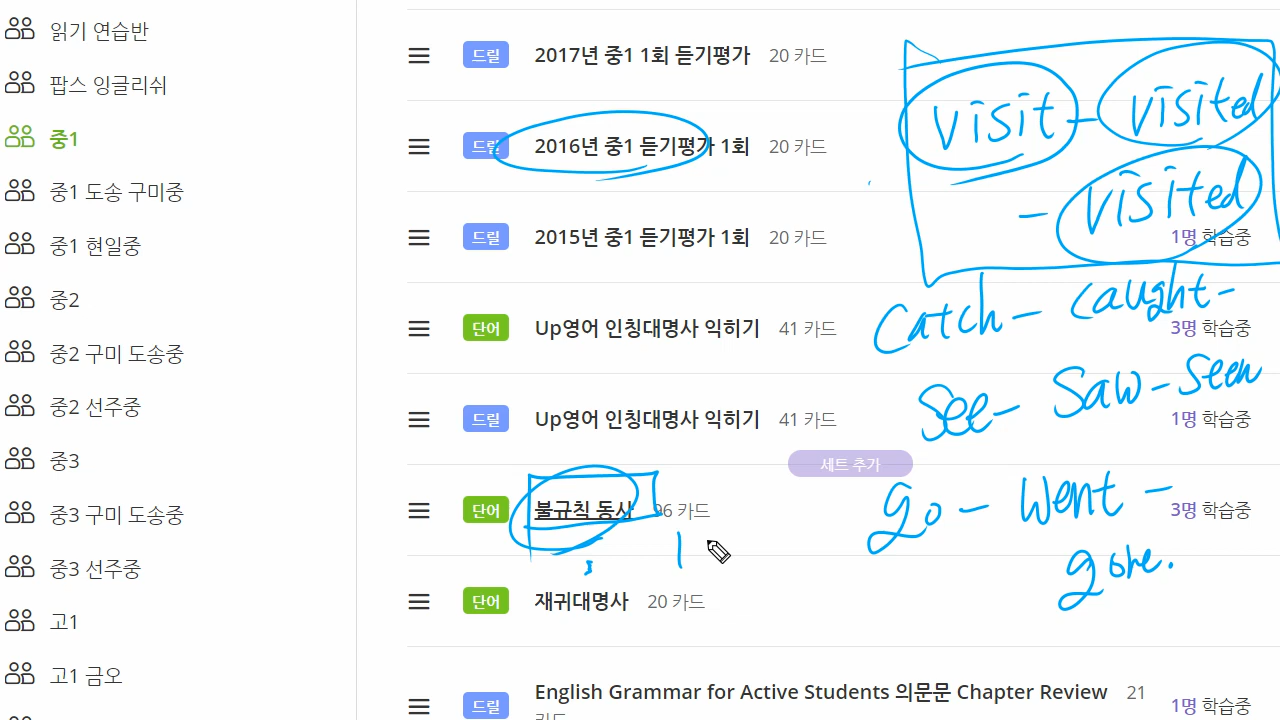 읽기 연습반
팝스 잉글리쉬
중1
중1 도송 구미중
중1 현일중
중2
중2 구미 도송중
중2 선주중
중3
중3 구미 도송중
중3 선주중
고1
고1 금오
드릴 2017년 중1 1회 듣기평가 20 카드
드릴 2016년 중1 듣기평가 1회 20 카드
드릴 2015년 중1 듣기평가 1회 20 카드 1명 학습중
단어 Up영어 인칭대명사 익히기 41 카드 3명 학습중
드릴 Up영어 인칭대명사 익히기 41 카드 1명 학습중
세트 추가
단어 불규칙 동사 96 카드 3명 학습중
단어 재귀대명사 20 카드
드릴 English Grammar for Active Students 의문문 Chapter Review 21 1명 학습중
카드
visit - visited
- visited
Catch - caught -
See - Saw - Seen
go - Went -
gone.